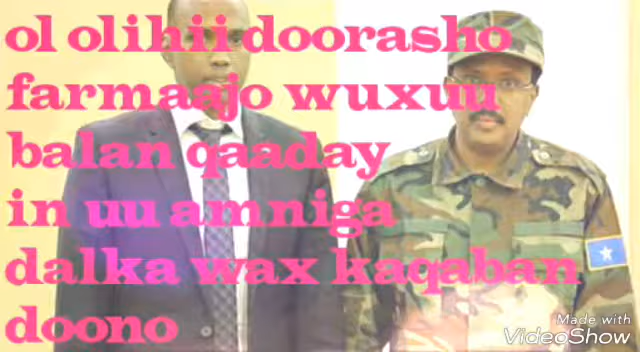 ol olihii doorasho
farmaajo wuxuu
balan qaaday
in uu amniga
dalka wax kaqaban
doono
Made with
VideoShow